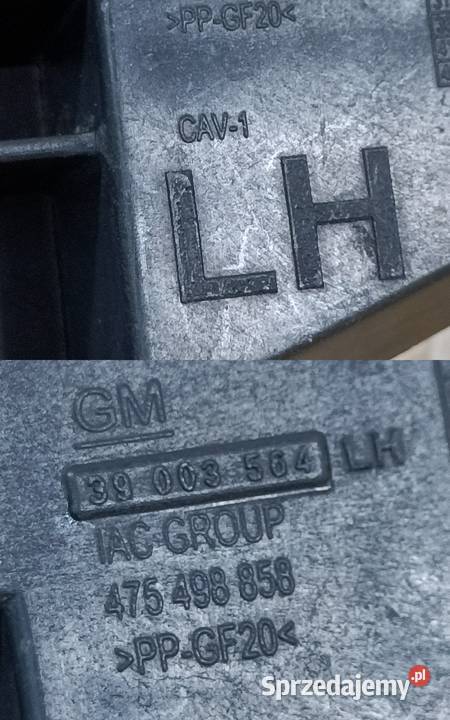 >PP-GF20<
CAV-1
LH
GM
39 003 564 LH
IAC GROUP
475 498 858
>PP-GF20<
Sprzedajemy.pl